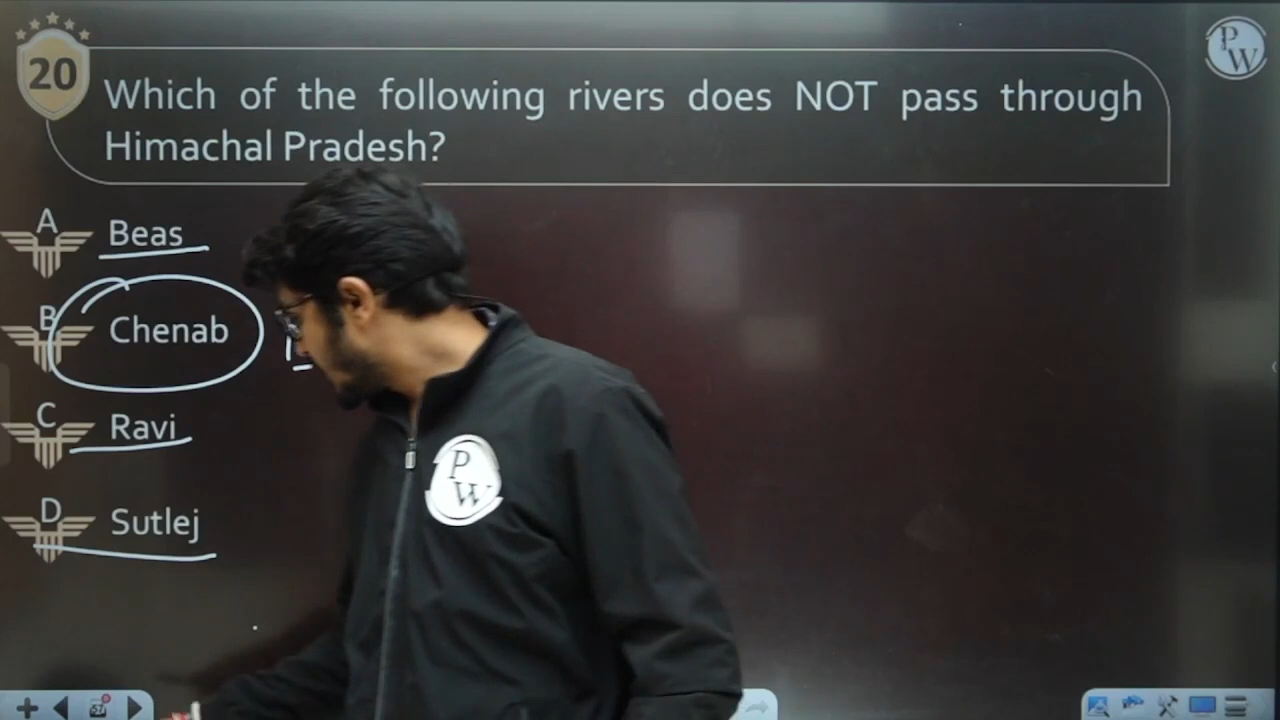 20
Which of the following rivers does NOT pass through
Himachal Pradesh?
PW
A Beas
B Chenab
C Ravi
D Sutlej
PW